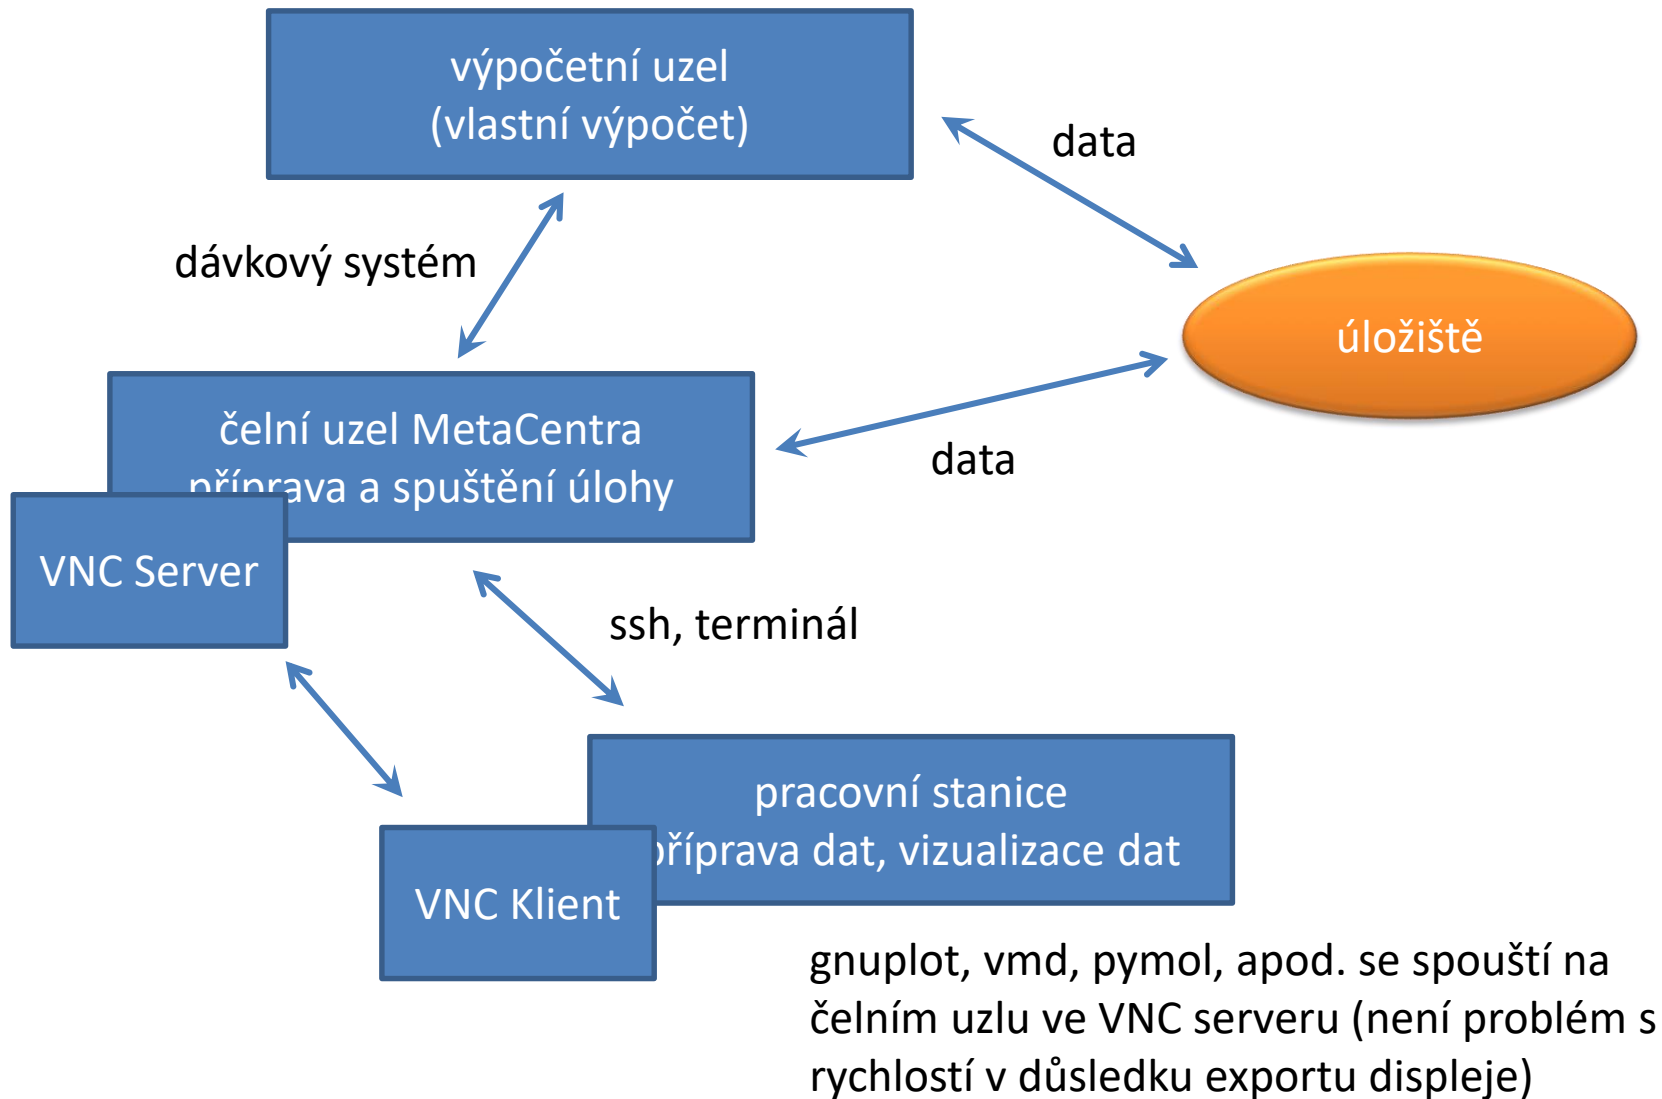 výpočetní uzel
(vlastní výpočet)
data
dávkový systém
úložiště
čelní uzel MetaCentra
příprava a spuštění úlohy
data
VNC Server
ssh, terminál
pracovní stanice
příprava dat, vizualizace dat
VNC Klient
gnuplot, vmd, pymol, apod. se spouští na
čelním uzlu ve VNC serveru (není problém s
rychlostí v důsledku exportu displeje)